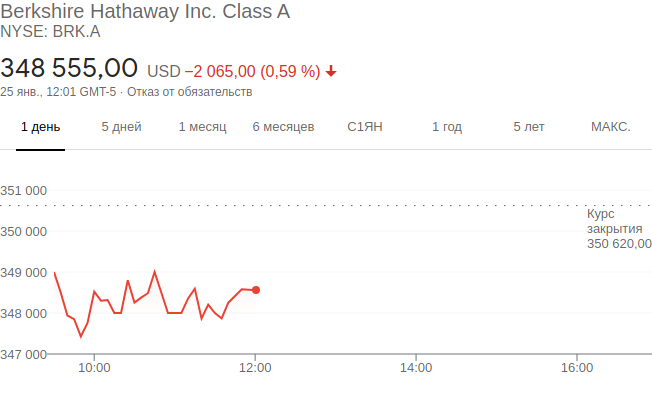 Berkshire Hathaway Inc. Class A
NYSE: BRK.A
348 555,00 USD −2 065,00 (0,59 %)
25 янв., 12:01 GMT-5 · Отказ от обязательств
1 день 5 дней 1 месяц 6 месяцев С1ЯН 1 год 5 лет МАКС.
351 000
Курс
закрытия
350 620,00
350 000
349 000
348 000
347 000
10:00 12:00 14:00 16:00